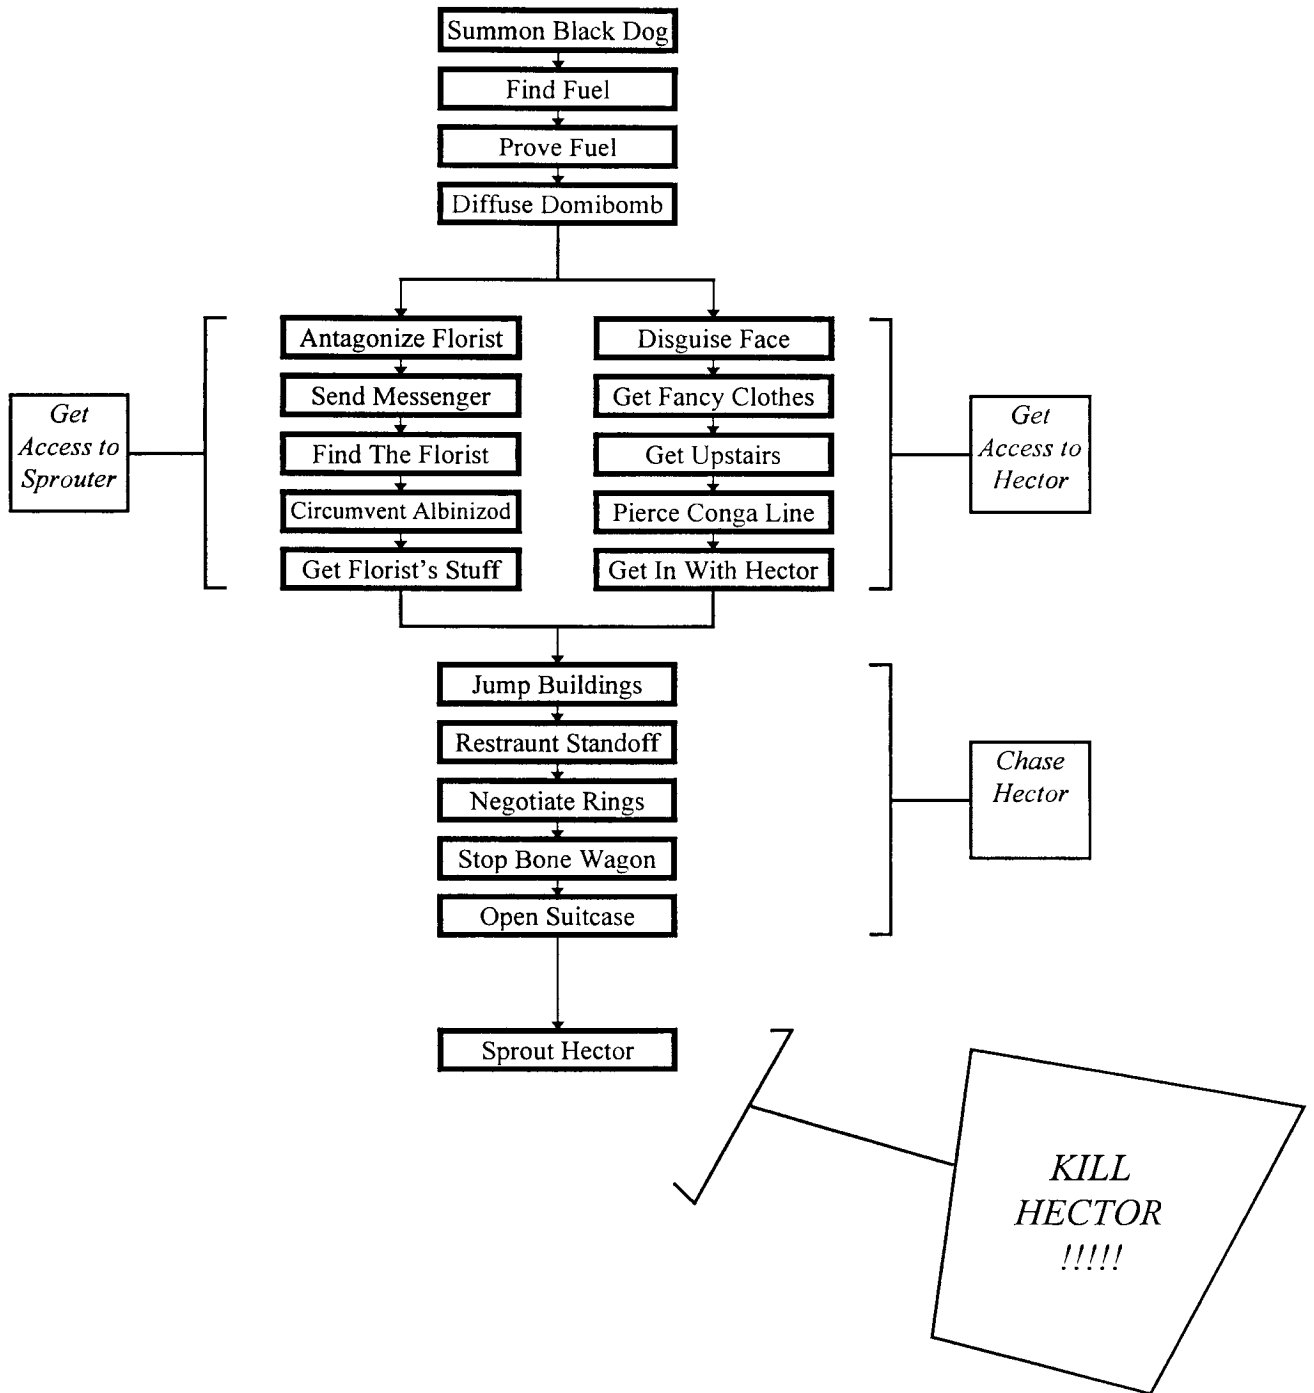 Summon Black Dog
Find Fuel
Prove Fuel
Diffuse Domibomb
Get
Access to
Sprouter
Antagonize Florist
Send Messenger
Find The Florist
Circumvent Albinizod
Get Florist's Stuff
Disguise Face
Get Fancy Clothes
Get Upstairs
Pierce Conga Line
Get In With Hector
Get
Access to
Hector
Jump Buildings
Restraunt Standoff
Negotiate Rings
Stop Bone Wagon
Open Suitcase
Chase
Hector
Sprout Hector
KILL
HECTOR
!!!!!